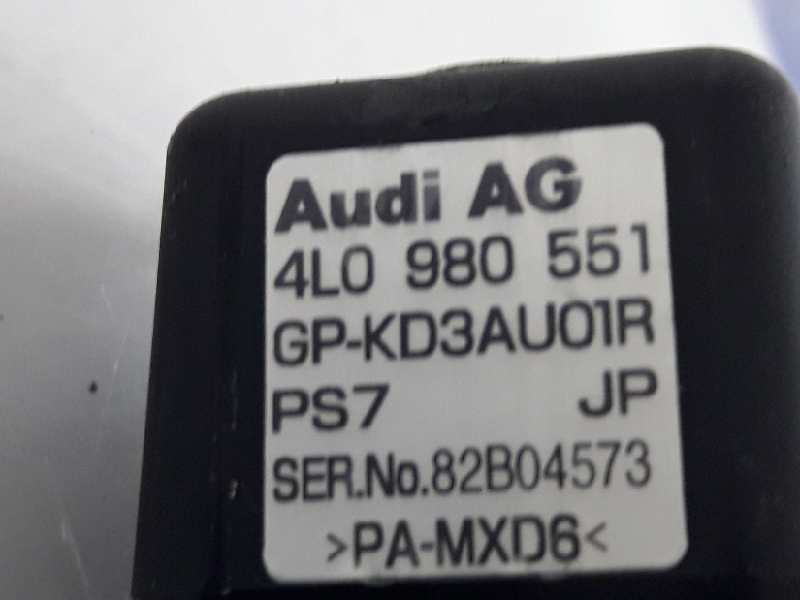 Audi AG
4L0 980 551
GP-KD3AU01R
PS7 JP
SER.No.82B04573
>PA-MXD6<